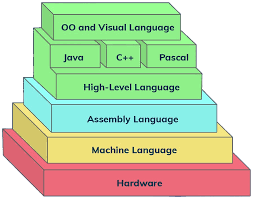 OO and Visual Language
Java C++ Pascal
High-Level Language
Assembly Language
Machine Language
Hardware